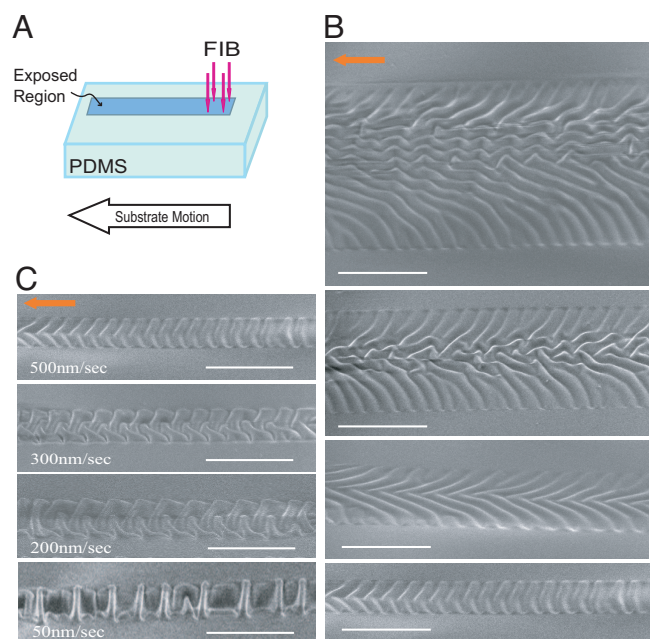 A
FIB
Exposed
Region
PDMS
Substrate Motion
B
C
500nm/sec
300nm/sec
200nm/sec
50nm/sec